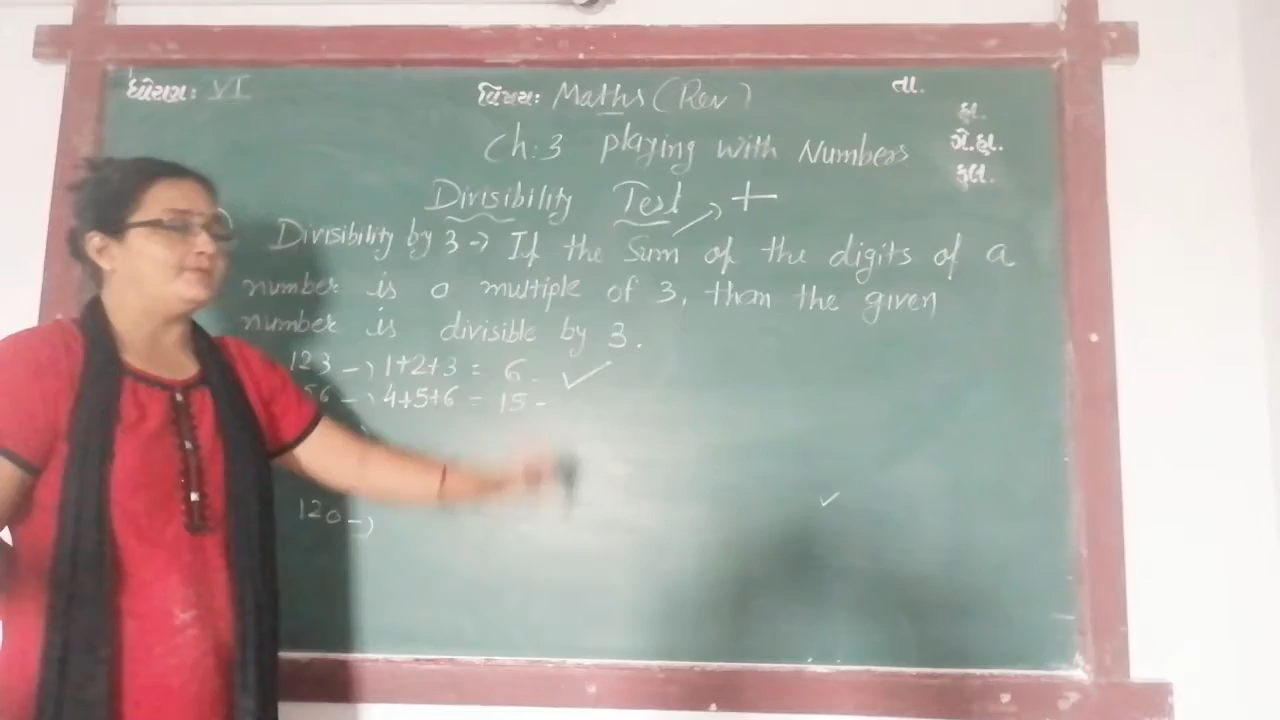 ધોરણ: VI વિષય: Maths (Rev) તા.
હા.
Ch:3 Playing with Numbers ગે.હા.
કુલ.
Divisibility Test +
Divisibility by 3 → If the Sum of the digits of a
number is a multiple of 3, than the given
number is divisible by 3.
123 → 1+2+3 = 6 - ✓
56 → 4+5+6 = 15 -
✓
120 →